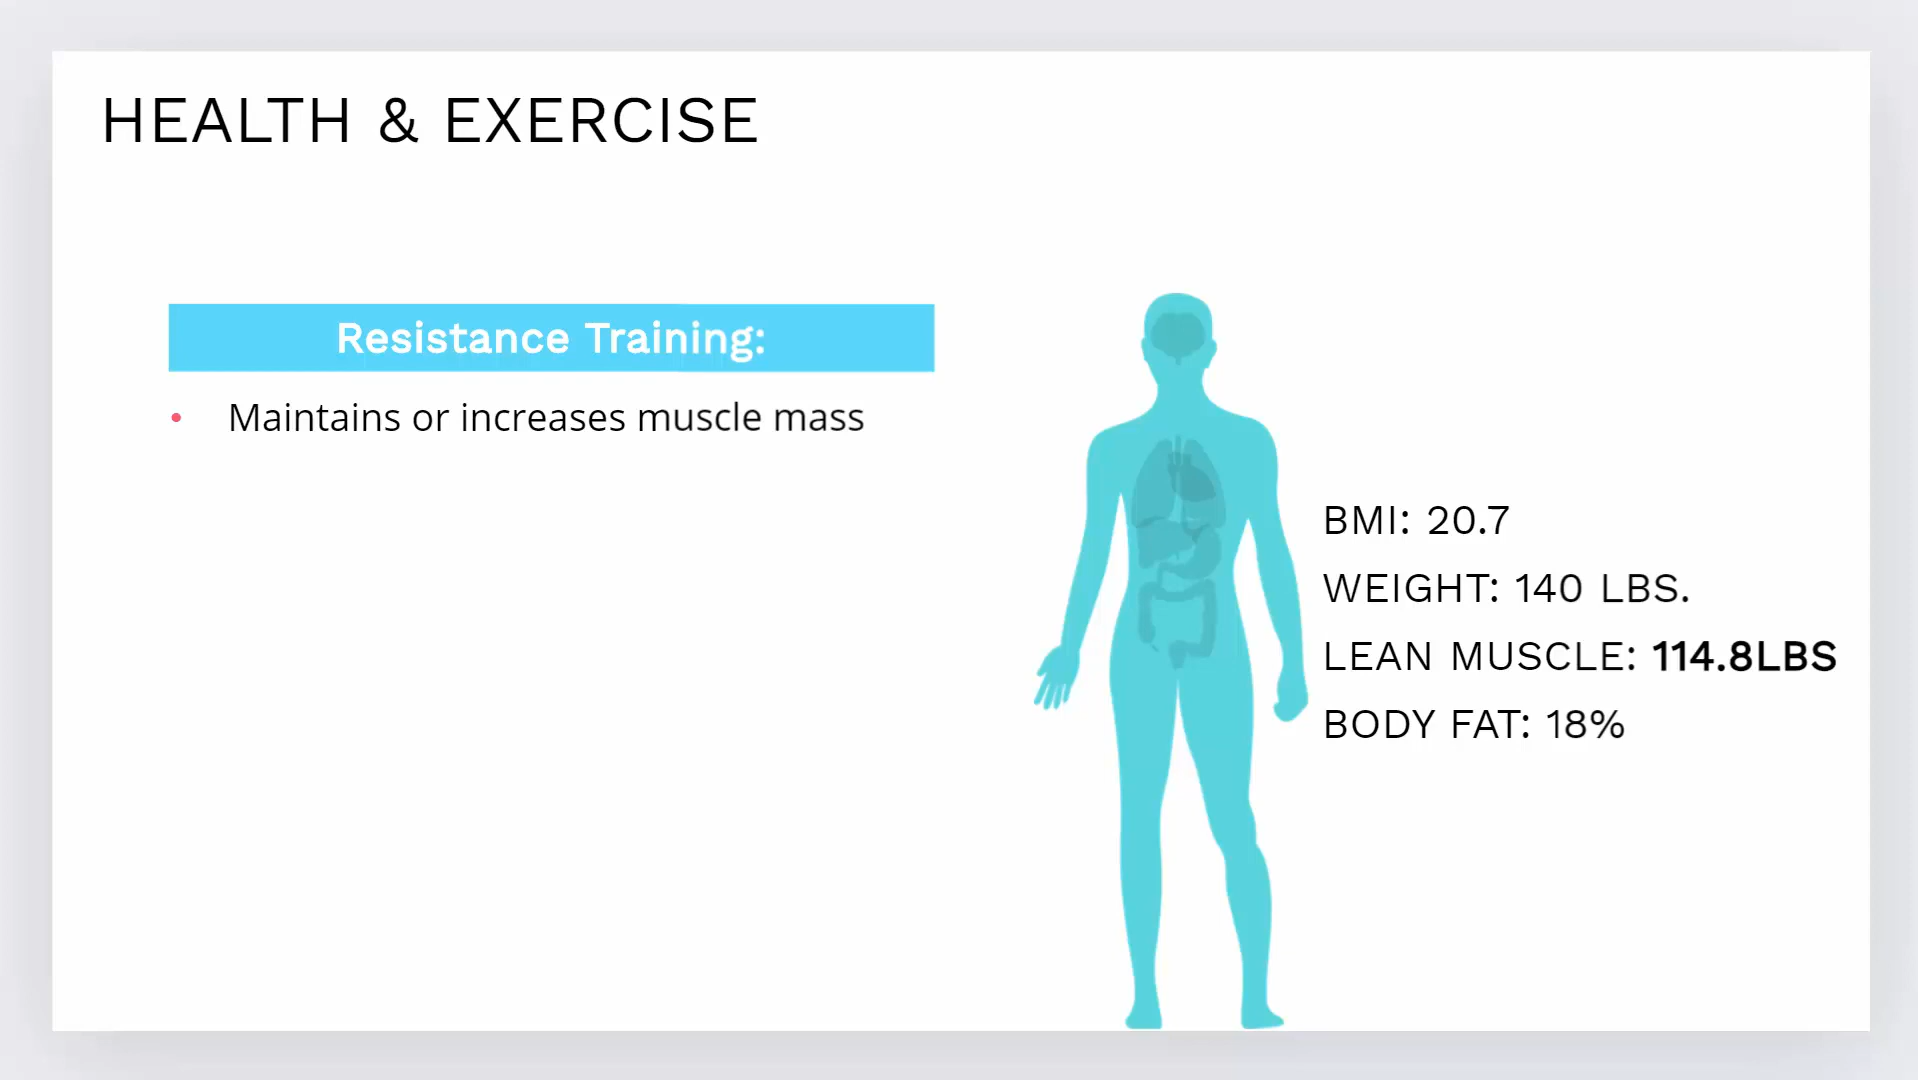 HEALTH & EXERCISE
Resistance Training:
• Maintains or increases muscle mass
BMI: 20.7
WEIGHT: 140 LBS.
LEAN MUSCLE: 114.8LBS
BODY FAT: 18%